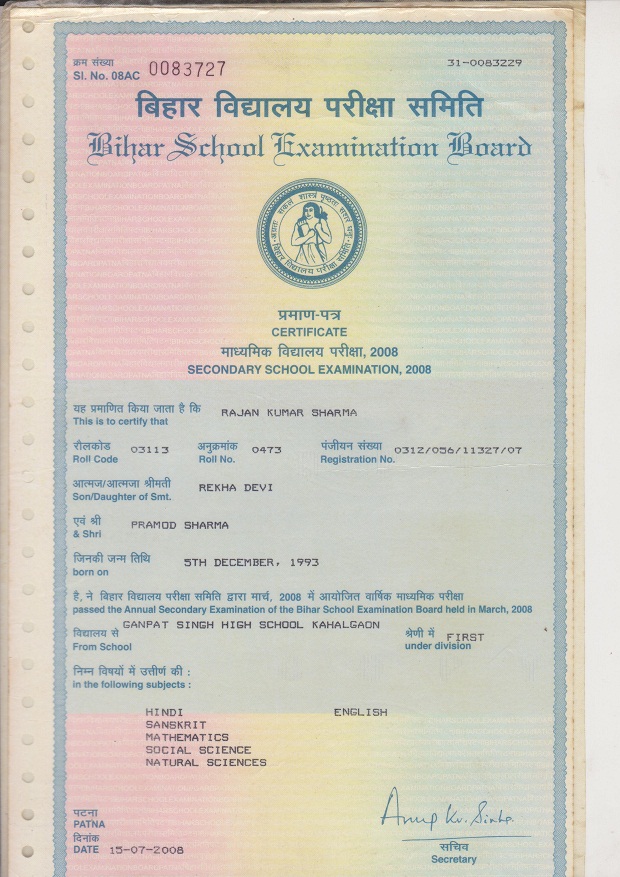 क्रम संख्या
Sl. No. 08AC 0083727
31-0083229
बिहार विद्यालय परीक्षा समिति
Bihar School Examination Board
बिहार विद्यालय परीक्षा समिति
प्रमाण-पत्र
CERTIFICATE
माध्यमिक विद्यालय परीक्षा, 2008
SECONDARY SCHOOL EXAMINATION, 2008
यह प्रमाणित किया जाता है कि RAJAN KUMAR SHARMA
This is to certify that
रौलकोड 03113 अनुक्रमांक 0473 पंजीयन संख्या 0312/056/11327/07
Roll Code Roll No. Registration No.
आत्मज/आत्मजा श्रीमती REKHA DEVI
Son/Daughter of Smt.
एवं श्री PRAMOD SHARMA
& Shri
जिनकी जन्म तिथि 5TH DECEMBER, 1993
born on
है, ने बिहार विद्यालय परीक्षा समिति द्वारा मार्च, 2008 में आयोजित वार्षिक माध्यमिक परीक्षा
passed the Annual Secondary Examination of the Bihar School Examination Board held in March, 2008
GANPAT SINGH HIGH SCHOOL KAHALGAON
विद्यालय से श्रेणी में FIRST
From School under division
निम्न विषयों में उत्तीर्ण की :
in the following subjects :
HINDI ENGLISH
SANSKRIT
MATHEMATICS
SOCIAL SCIENCE
NATURAL SCIENCES
Anup Kr. Sinha
पटना
PATNA
दिनांक
DATE 15-07-2008
सचिव
Secretary